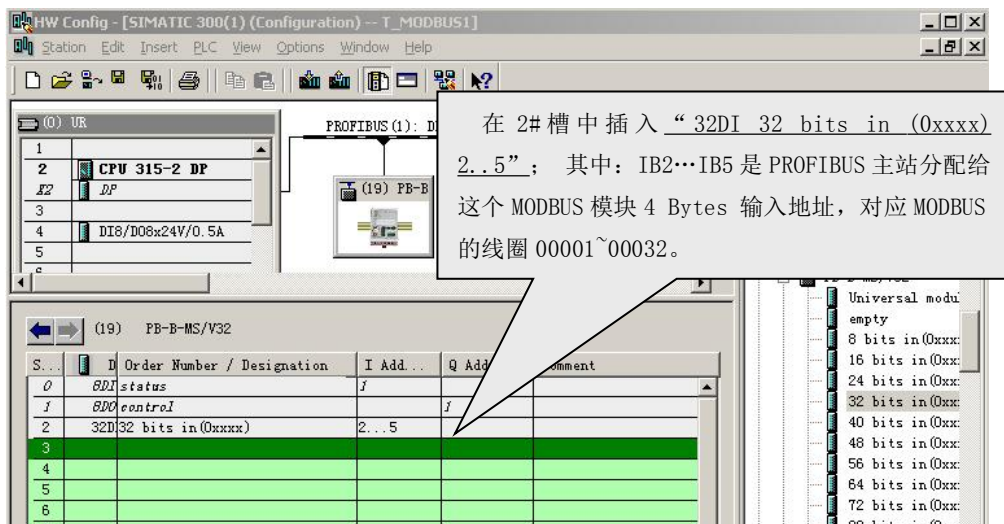 HW Config - [SIMATIC 300(1) (Configuration) -- T_MODBUS1]
Station Edit Insert PLC View Options Window Help
(0) UR
1
2 CPU 315-2 DP
X2 DP
3
4 DI8/DO8x24V/0.5A
5
PROFIBUS(1): D
(19) PB-B
在 2#槽中插入“32DI 32 bits in (0xxxx)
2..5”； 其中：IB2…IB5 是 PROFIBUS 主站分配给
这个 MODBUS 模块 4 Bytes 输入地址，对应 MODBUS
的线圈 00001~00032。
(19) PB-B-MS/V32
S... D Order Number / Designation I Add... Q Add omment
0 8DI status 1
1 8DO control 1
2 32D 32 bits in(0xxxx) 2...5
3
4
5
6
Universal modu
empty
8 bits in(0xxx
16 bits in(0xx
24 bits in(0xx
32 bits in(0xx
40 bits in(0xx
48 bits in(0xx
56 bits in(0xx
64 bits in(0xx
72 bits in(0xx